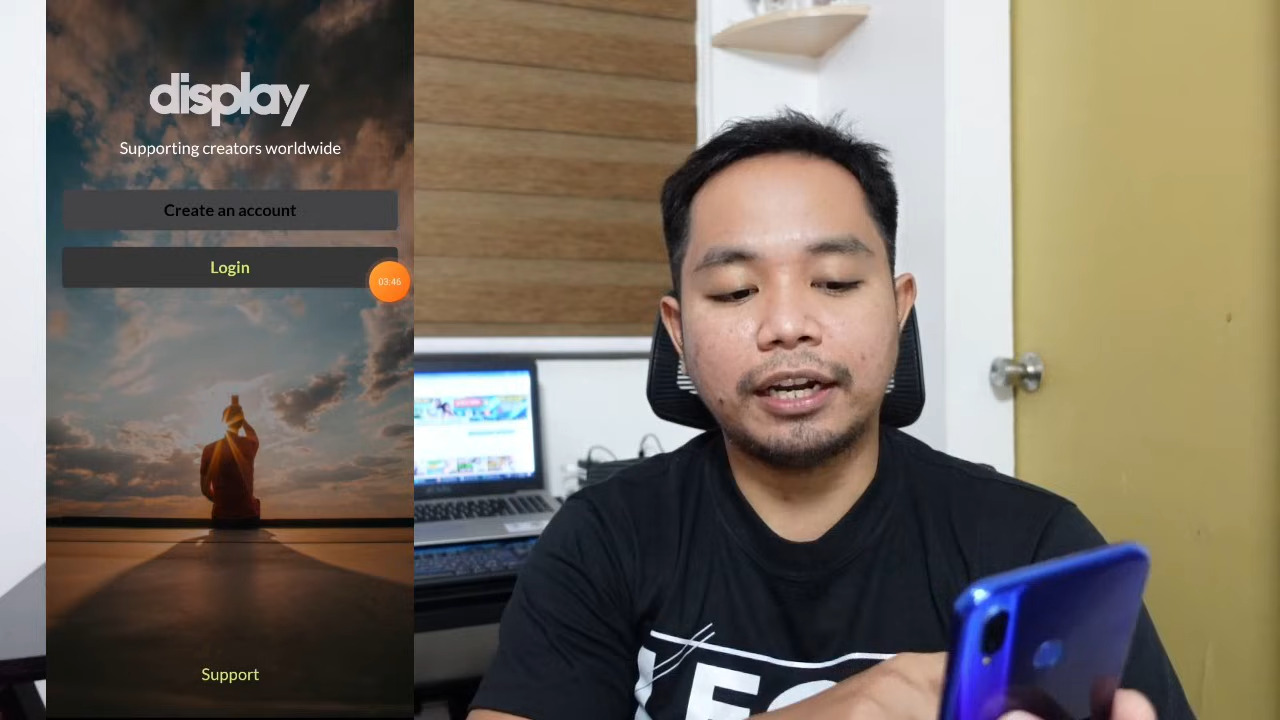 display
Supporting creators worldwide
Create an account
Login
03:46
Support